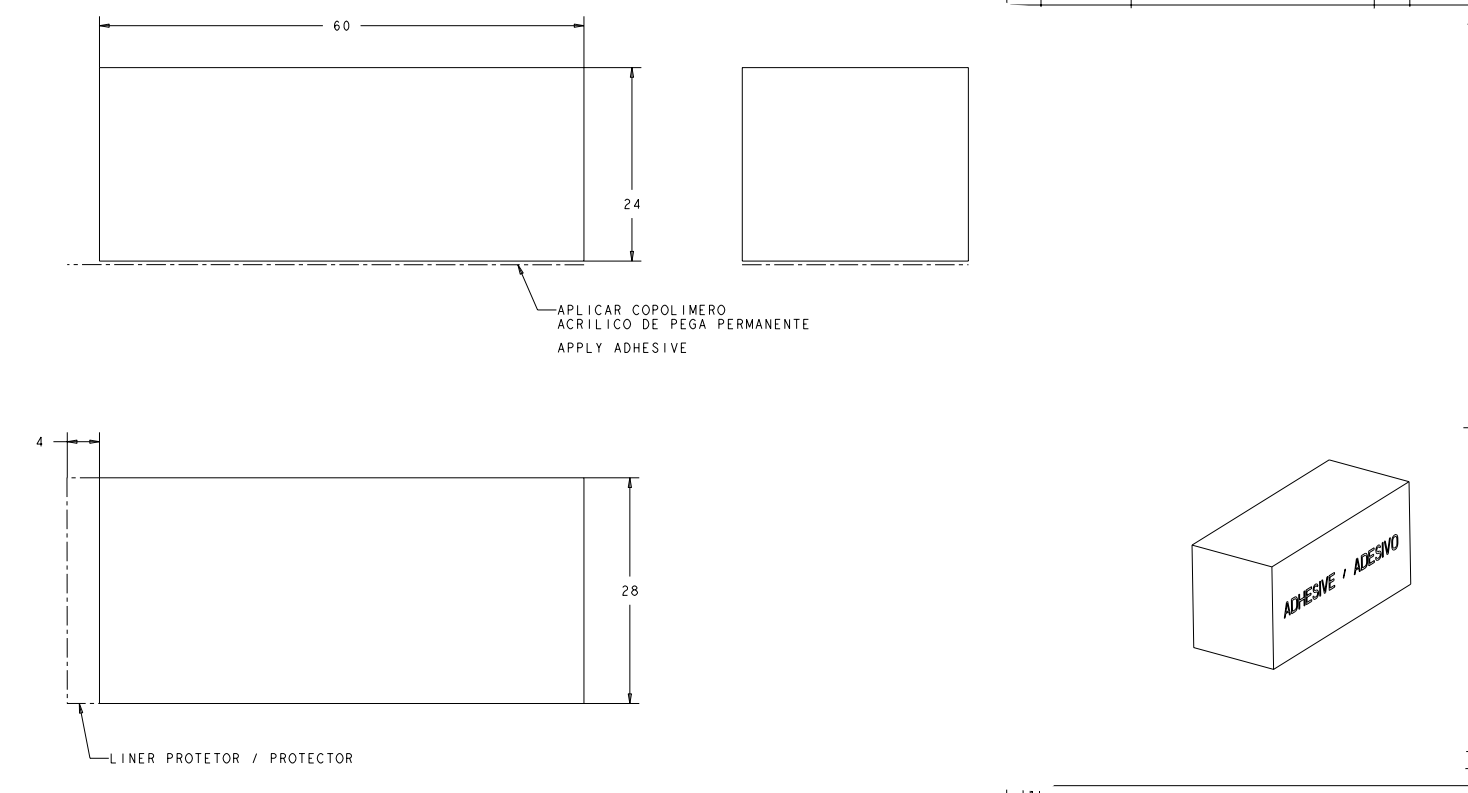 60
24
APLICAR COPOLIMERO
ACRILICO DE PEGA PERMANENTE
APPLY ADHESIVE
4
28
ADHESIVE / ADESIVO
LINER PROTETOR / PROTECTOR